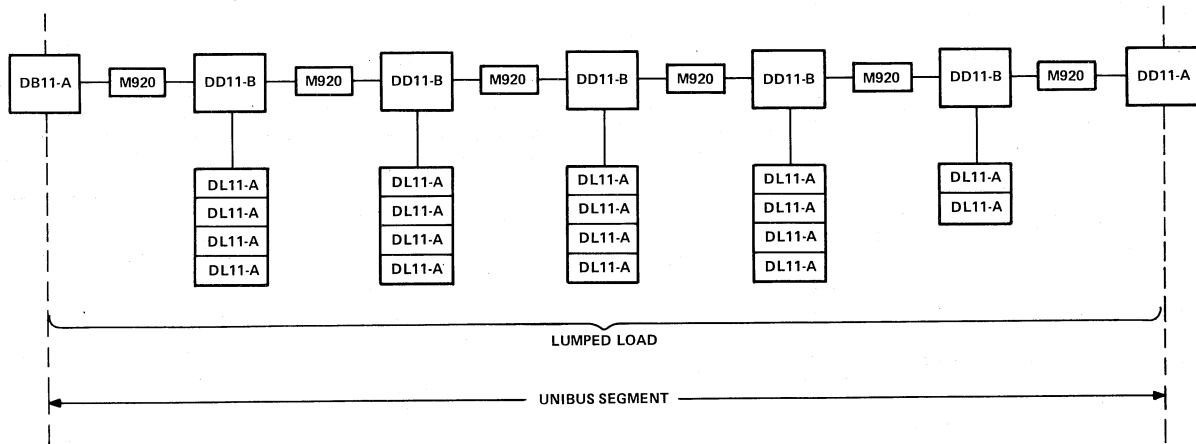 DB11-A M920 DD11-B M920 DD11-B M920 DD11-B M920 DD11-B M920 DD11-B M920 DD11-A
DL11-A DL11-A DL11-A DL11-A DL11-A
DL11-A DL11-A DL11-A DL11-A DL11-A
DL11-A DL11-A DL11-A DL11-A
DL11-A DL11-A DL11-A DL11-A
LUMPED LOAD
UNIBUS SEGMENT